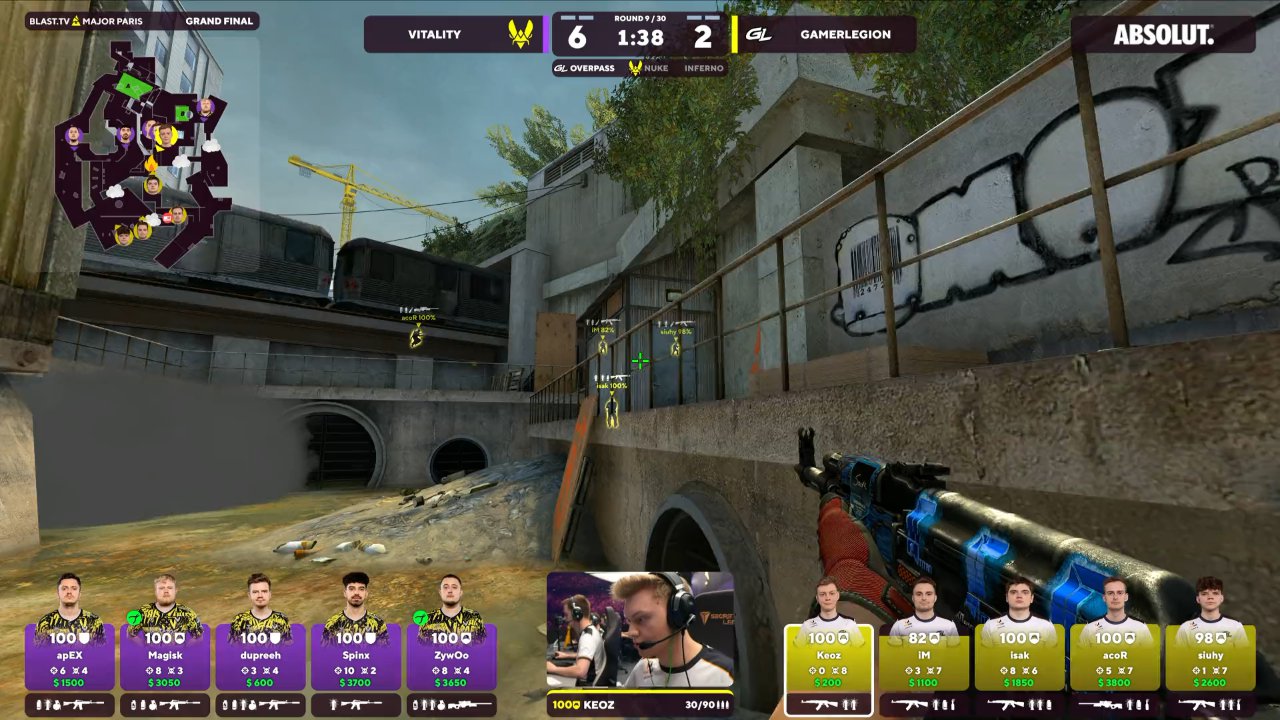 BLAST.TV MAJOR PARIS
GRAND FINAL
VITALITY
6
ROUND 9 / 30
1:38
2
GL
GAMERLEGION
ABSOLUT.
GL OVERPASS
NUKE
INFERNO
acoR 100%
iM 82%
siuhy 98%
isak 100%
100
apEX
6 4
$1500
100
Magisk
8 3
$3050
100
dupreeh
3 4
$600
100
Spinx
10 2
$3700
100
ZywOo
8 4
$3650
100 KEOZ
30/90
100
Keoz
0 8
$200
82
iM
3 7
$1100
100
isak
8 6
$1850
100
acoR
5 7
$3800
98
siuhy
1 7
$2600